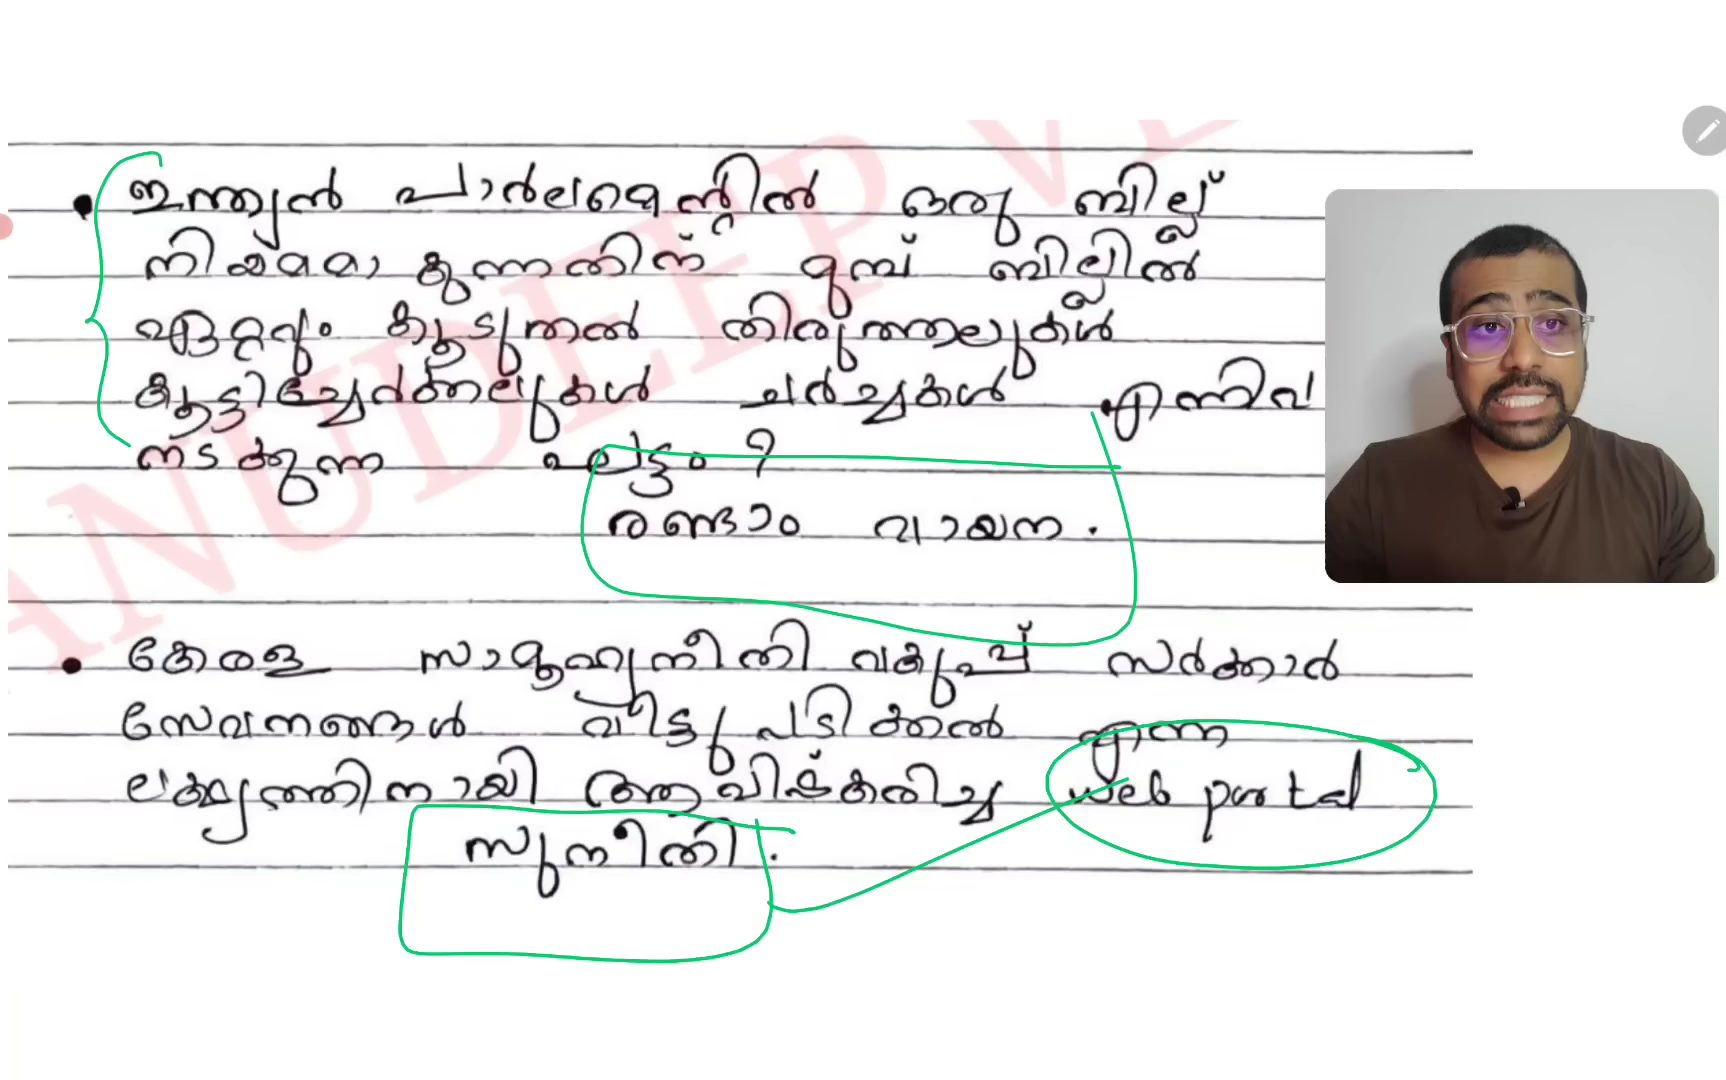 ഇന്ത്യൻ പാർലമെന്റിൽ ഒരു ബില്ല്
നിയമമാകുന്നതിന് മുമ്പ് ബില്ലിൽ
ഏറ്റവും കൂടുതൽ തിരുത്തലുകൾ
കൂട്ടിച്ചേർക്കലുകൾ ചർച്ചകൾ എന്നിവ
നടക്കുന്ന ഘട്ടം ?
രണ്ടാം വായന.
കേരള സാമൂഹ്യനീതി വകുപ്പ് സർക്കാർ
സേവനങ്ങൾ വീട്ടുപടിക്കൽ എന്ന
ലക്ഷ്യത്തിനായി ആവിഷ്കരിച്ച web portal
സുനീതി.
ANUDEEP